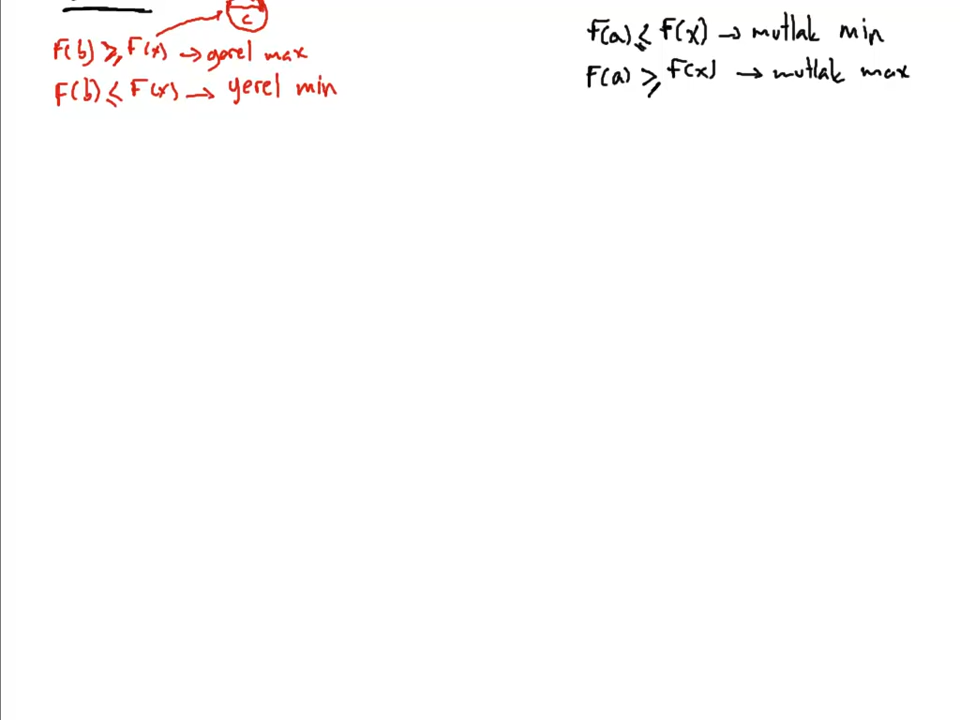 c
F(b) ≥ F(x) → yerel max
F(b) ≤ F(x) → yerel min
F(a) ≤ F(x) → mutlak min
F(a) ≥ F(x) → mutlak max